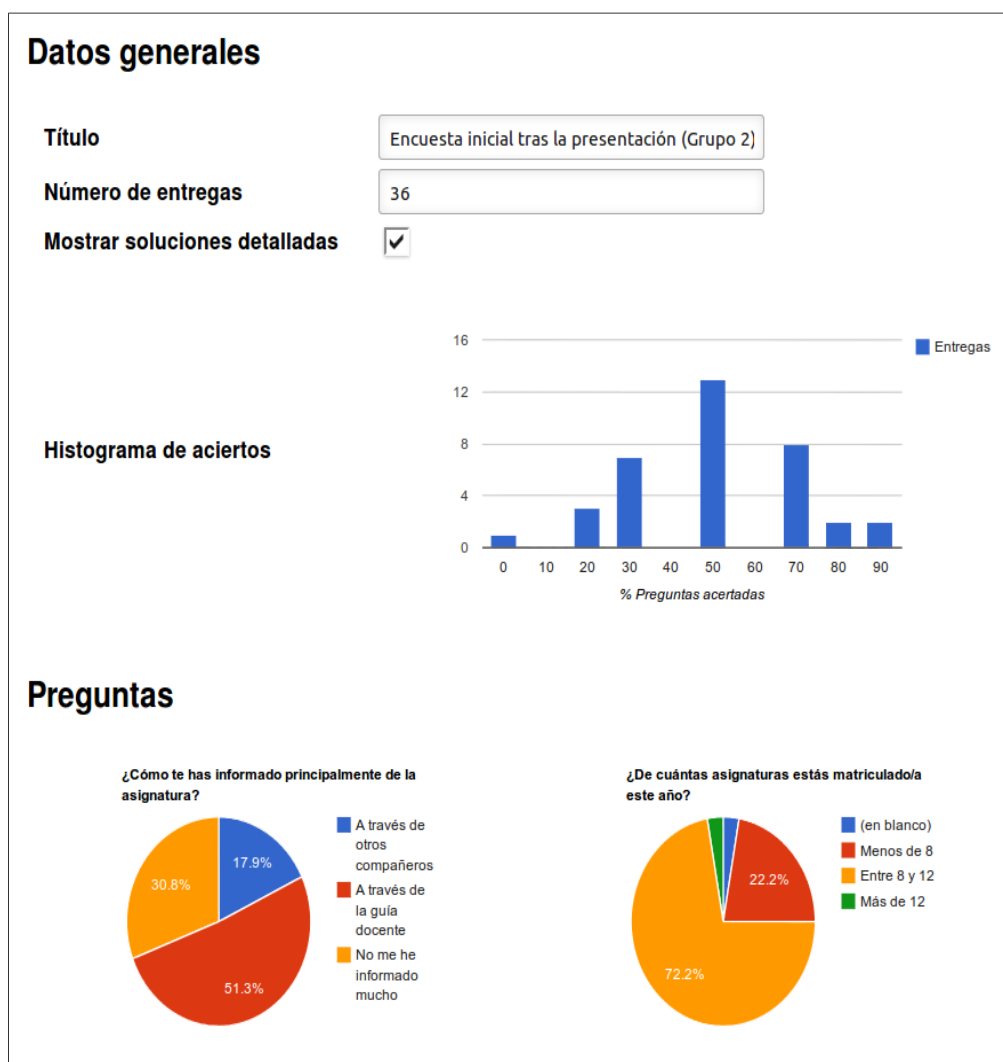 Datos generales
Título
Encuesta inicial tras la presentación (Grupo 2)
Número de entregas
36
Mostrar soluciones detalladas
Histograma de aciertos
16
12
8
4
0
Entregas
0 10 20 30 40 50 60 70 80 90
% Preguntas acertadas
Preguntas
¿Cómo te has informado principalmente de la
asignatura?
17.9%
30.8%
51.3%
A través de
otros
compañeros
A través de
la guía
docente
No me he
informado
mucho
¿De cuántas asignaturas estás matriculado/a
este año?
22.2%
72.2%
(en blanco)
Menos de 8
Entre 8 y 12
Más de 12